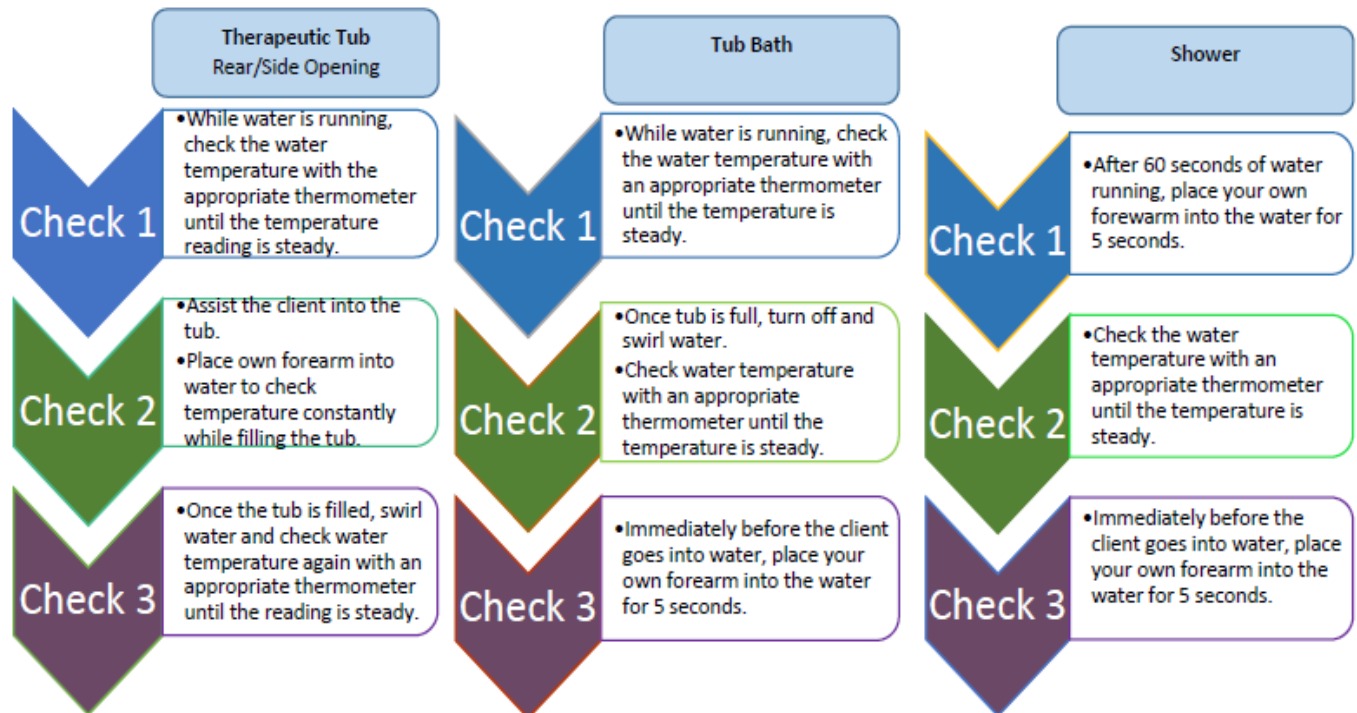 Therapeutic Tub
Rear/Side Opening
Check 1
•While water is running,
check the water
temperature with the
appropriate thermometer
until the temperature
reading is steady.
Check 2
•Assist the client into the
tub.
•Place own forearm into
water to check
temperature constantly
while filling the tub.
Check 3
•Once the tub is filled, swirl
water and check water
temperature again with an
appropriate thermometer
until the reading is steady.
Tub Bath
Check 1
•While water is running, check
the water temperature with
an appropriate thermometer
until the temperature is
steady.
Check 2
•Once tub is full, turn off and
swirl water.
•Check water temperature
with an appropriate
thermometer until the
temperature is steady.
Check 3
•Immediately before the client
goes into water, place your
own forearm into the water
for 5 seconds.
Shower
Check 1
•After 60 seconds of water
running, place your own
forewarm into the water for
5 seconds.
Check 2
•Check the water
temperature with an
appropriate thermometer
until the temperature is
steady.
Check 3
•Immediately before the
client goes into water, place
your own forearm into the
water for 5 seconds.